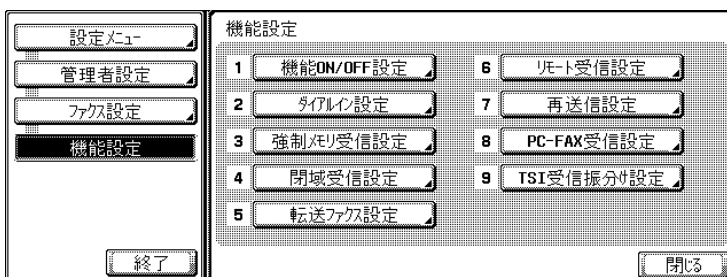 設定メニュー
管理者設定
ファクス設定
機能設定
終了
機能設定
1 機能ON/OFF設定
2 ダイアルイン設定
3 強制メモリ受信設定
4 閉域受信設定
5 転送ファクス設定
6 リモート受信設定
7 再送信設定
8 PC-FAX受信設定
9 TSI受信振分け設定
閉じる